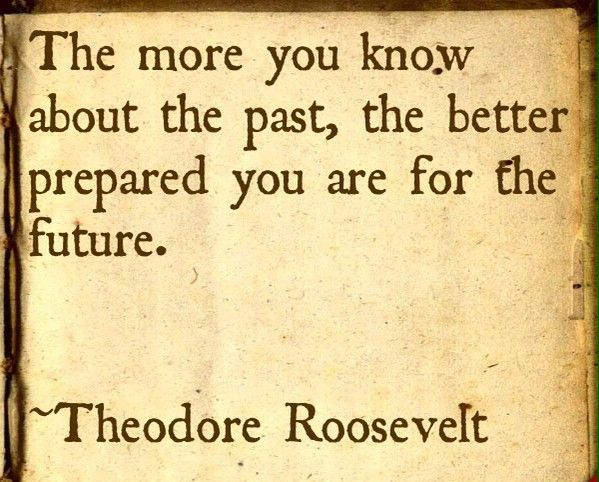 The more you know
about the past, the better
prepared you are for the
future.
~Theodore Roosevelt